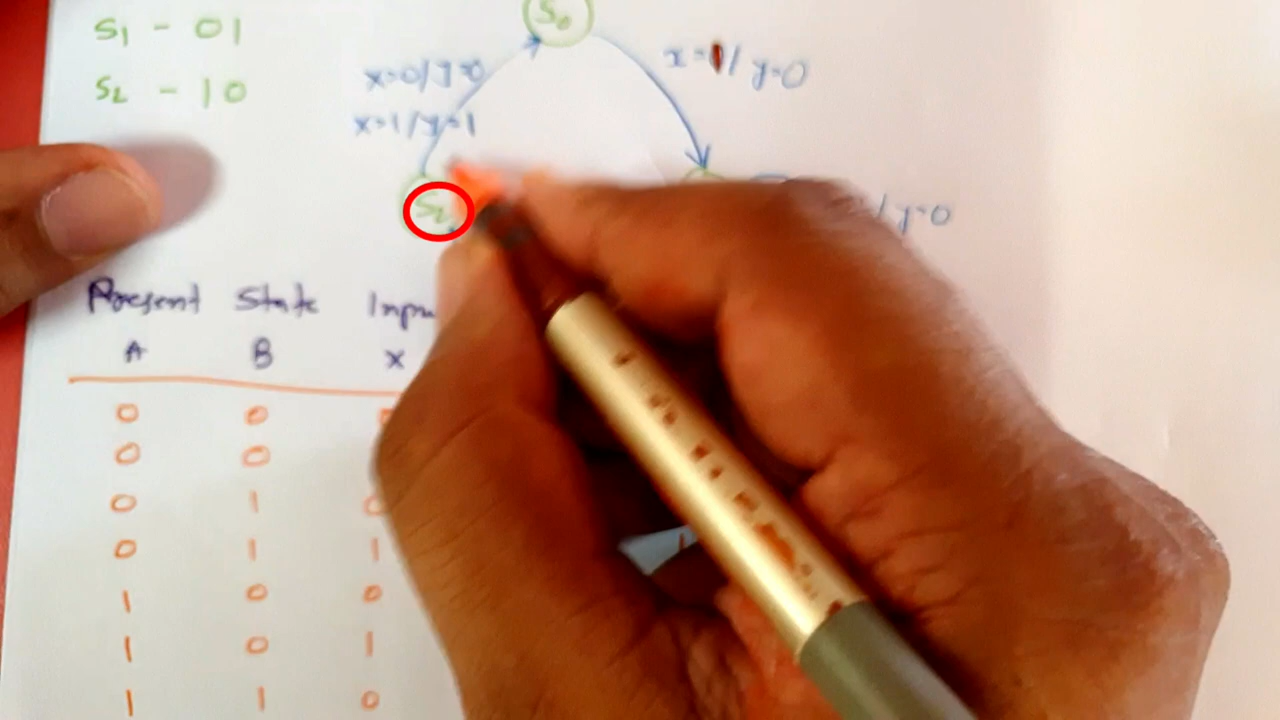 S1 - 01
S2 - 10
S0
x=0/y=0
x=1/y=1
x=1/y=0
S2
/y=0
Present State
A B x
0 0
0 0
0 1 0
0 1 1
1 0 0
1 0 1
1 1 0